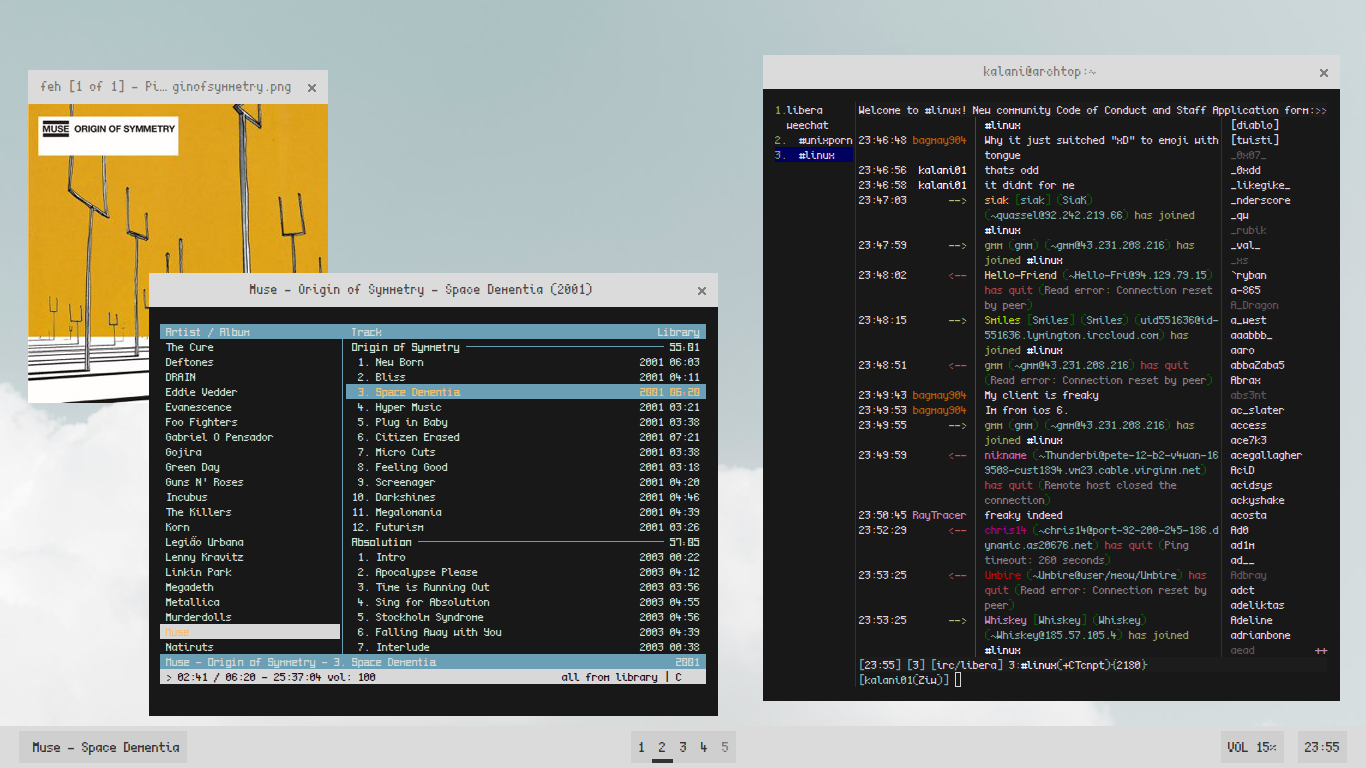 feh [1 of 1] - Pi… ginofsymmetry.png ×
MUSE ORIGIN OF SYMMETRY
Muse - Origin of Symmetry - Space Dementia (2001) ×
Artist / Album Track Library
The Cure Origin of Symmetry 55:01
Deftones 1. New Born 2001 06:03
DRAIN 2. Bliss 2001 04:11
Eddie Vedder 3. Space Dementia 2001 06:20
Evanescence 4. Hyper Music 2001 03:21
Foo Fighters 5. Plug in Baby 2001 03:38
Gabriel O Pensador 6. Citizen Erased 2001 07:21
Gojira 7. Micro Cuts 2001 03:38
Green Day 8. Feeling Good 2001 03:18
Guns N' Roses 9. Screenager 2001 04:20
Incubus 10. Darkshines 2001 04:46
The Killers 11. Megalomania 2001 04:39
Korn 12. Futurism 2001 03:26
Legião Urbana Absolution 57:05
Lenny Kravitz 1. Intro 2003 00:22
Linkin Park 2. Apocalypse Please 2003 04:12
Megadeth 3. Time is Running Out 2003 03:56
Metallica 4. Sing for Absolution 2003 04:55
Murderdolls 5. Stockholm Syndrome 2003 04:56
Muse 6. Falling Away with You 2003 04:39
Natiruts 7. Interlude 2003 00:38
Muse - Origin of Symmetry - 3. Space Dementia 2001
> 02:41 / 06:20 - 25:37:04 vol: 100 all from library | C
kalani@archtop:~ ×
1.libera Welcome to #linux! New community Code of Conduct and Staff Application form:>>
weechat #linux [diablo]
2. #unixporn 23:46:48 bagmay904 Why it just switched "xD" to emoji with [twisti]
3. #linux tongue _0x07_
23:46:56 kalani01 thats odd _0xdd
23:46:58 kalani01 it didnt for me _likegike_
23:47:03 --> siak [siak] (SiaK) _nderscore
(~quassel@92.242.219.66) has joined _qw
#linux _rubik
23:47:59 --> gmm (gmm) (~gmm@43.231.208.216) has _val_
joined #linux _xs
23:48:02 <-- Hello-Friend (~Hello-Fri@94.129.79.15) `ryban
has quit (Read error: Connection reset a-865
by peer) A_Dragon
23:48:15 --> Smiles [Smiles] (Smiles) (uid551636@id- a_west
551636.lymington.irccloud.com) has aaabbb_
joined #linux aaro
23:48:51 <-- gmm (~gmm@43.231.208.216) has quit abbaZaba5
(Read error: Connection reset by peer) Abrax
23:49:43 bagmay904 My client is freaky abs3nt
23:49:53 bagmay904 Im from ios 6. ac_slater
23:49:55 --> gmm (gmm) (~gmm@43.231.208.216) has access
joined #linux ace7k3
23:49:59 <-- nikname (~Thunderbi@pete-12-b2-v4wan-16 acegallagher
9508-cust1894.vm23.cable.virginm.net) AciD
has quit (Remote host closed the acidsys
connection) ackyshake
23:50:45 RayTracer freaky indeed acosta
23:52:29 <-- chris14 (~chris14@port-92-200-245-186.d Ad0
ynamic.as20676.net) has quit (Ping ad1m
timeout: 260 seconds) ad__
23:53:25 <-- Umbire (~Umbire@user/meow/Umbire) has Adbray
quit (Read error: Connection reset by adet
peer) adeliktas
23:53:25 --> Whiskey [Whiskey] (Whiskey) Adeline
(~Whiskey@185.57.105.4) has joined adrianbone
#linux aead ++
[23:55] [3] [irc/libera] 3:#linux(+CTcnpt){2180}
[kalani01(Ziw)]
Muse - Space Dementia 1 2 3 4 5 VOL 15% 23:55